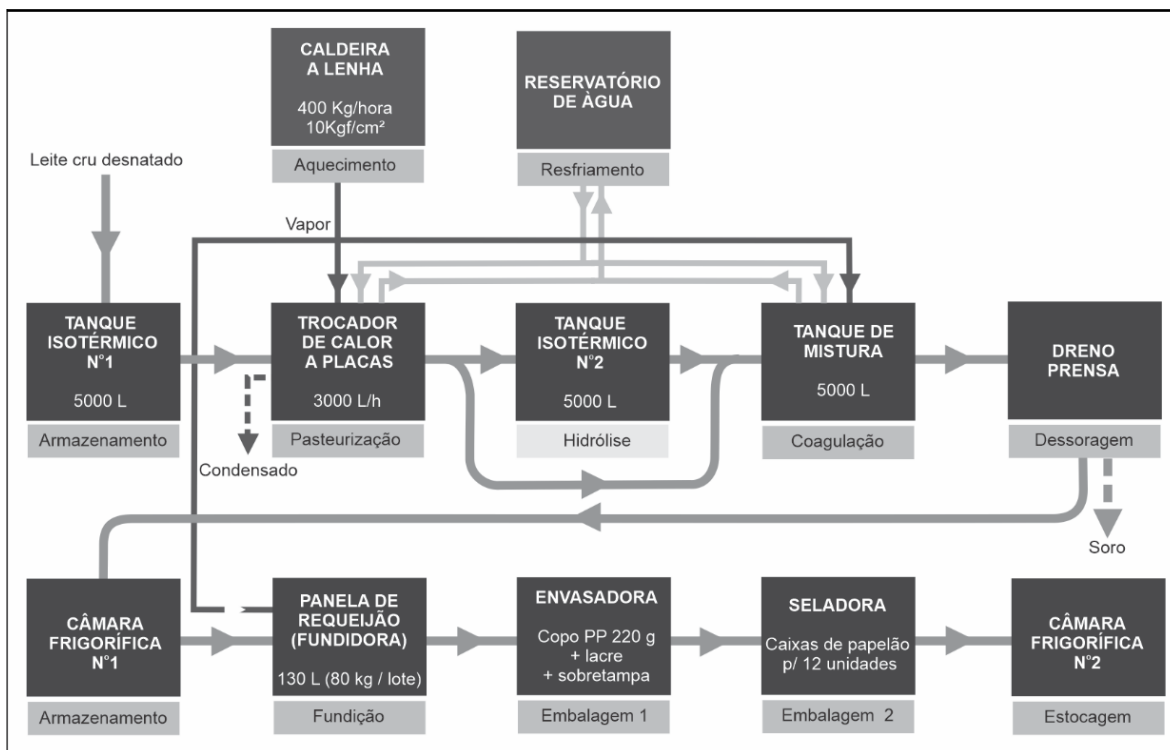 CALDEIRA
A LENHA
400 Kg/hora
10Kgf/cm²
Aquecimento
RESERVATÓRIO
DE ÀGUA
Resfriamento
Leite cru desnatado
Vapor
TANQUE
ISOTÉRMICO
N°1
5000 L
Armazenamento
TROCADOR
DE CALOR
A PLACAS
3000 L/h
Pasteurização
Condensado
TANQUE
ISOTÉRMICO
N°2
5000 L
Hidrólise
TANQUE DE
MISTURA
5000 L
Coagulação
DRENO
PRENSA
Dessoragem
Soro
CÂMARA
FRIGORÍFICA
N°1
Armazenamento
PANELA DE
REQUEIJÃO
(FUNDIDORA)
130 L (80 kg / lote)
Fundição
ENVASADORA
Copo PP 220 g
+ lacre
+ sobretampa
Embalagem 1
SELADORA
Caixas de papelão
p/ 12 unidades
Embalagem 2
CÂMARA
FRIGORÍFICA
N°2
Estocagem